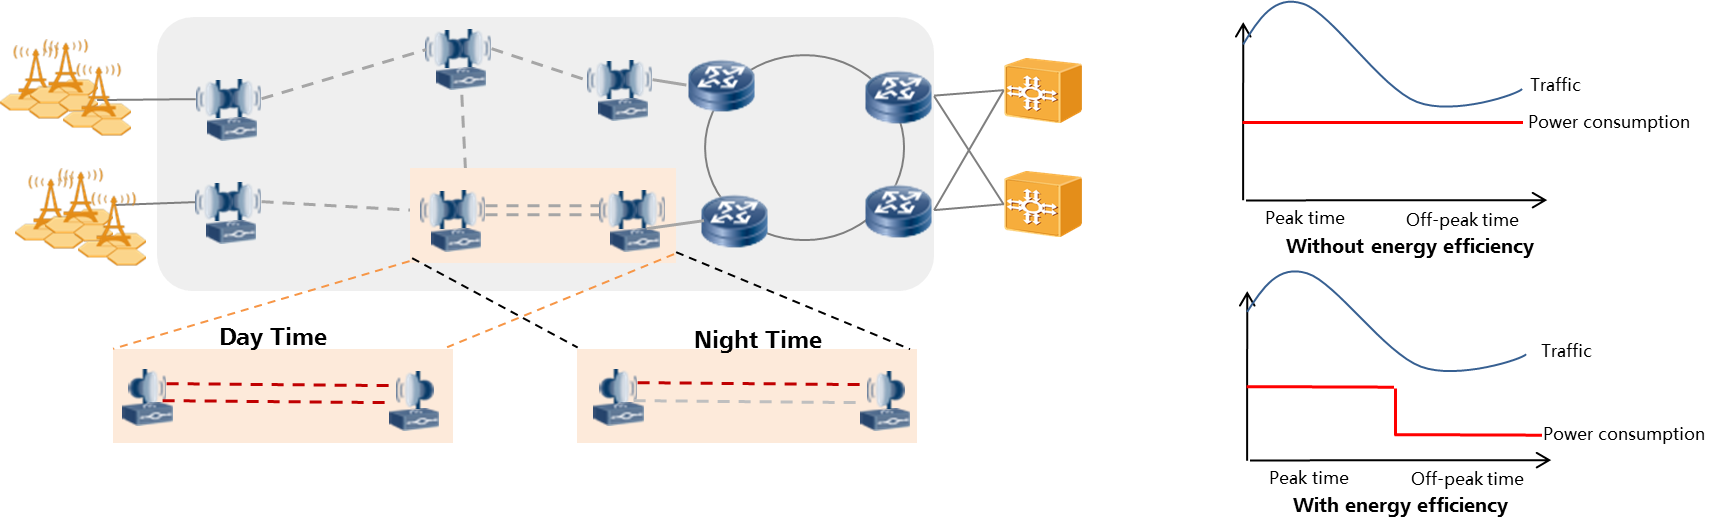 Day Time
Night Time
Traffic
Power consumption
Peak time
Off-peak time
Without energy efficiency
Traffic
Power consumption
Peak time
Off-peak time
With energy efficiency